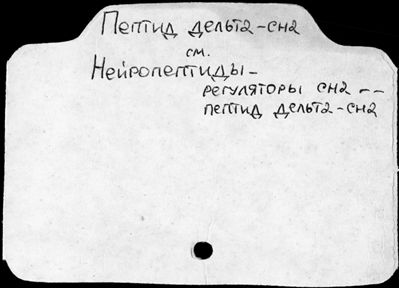 Пептид дельта-сна
см.
Нейропептиды-
регуляторы сна --
пептид дельта-сна